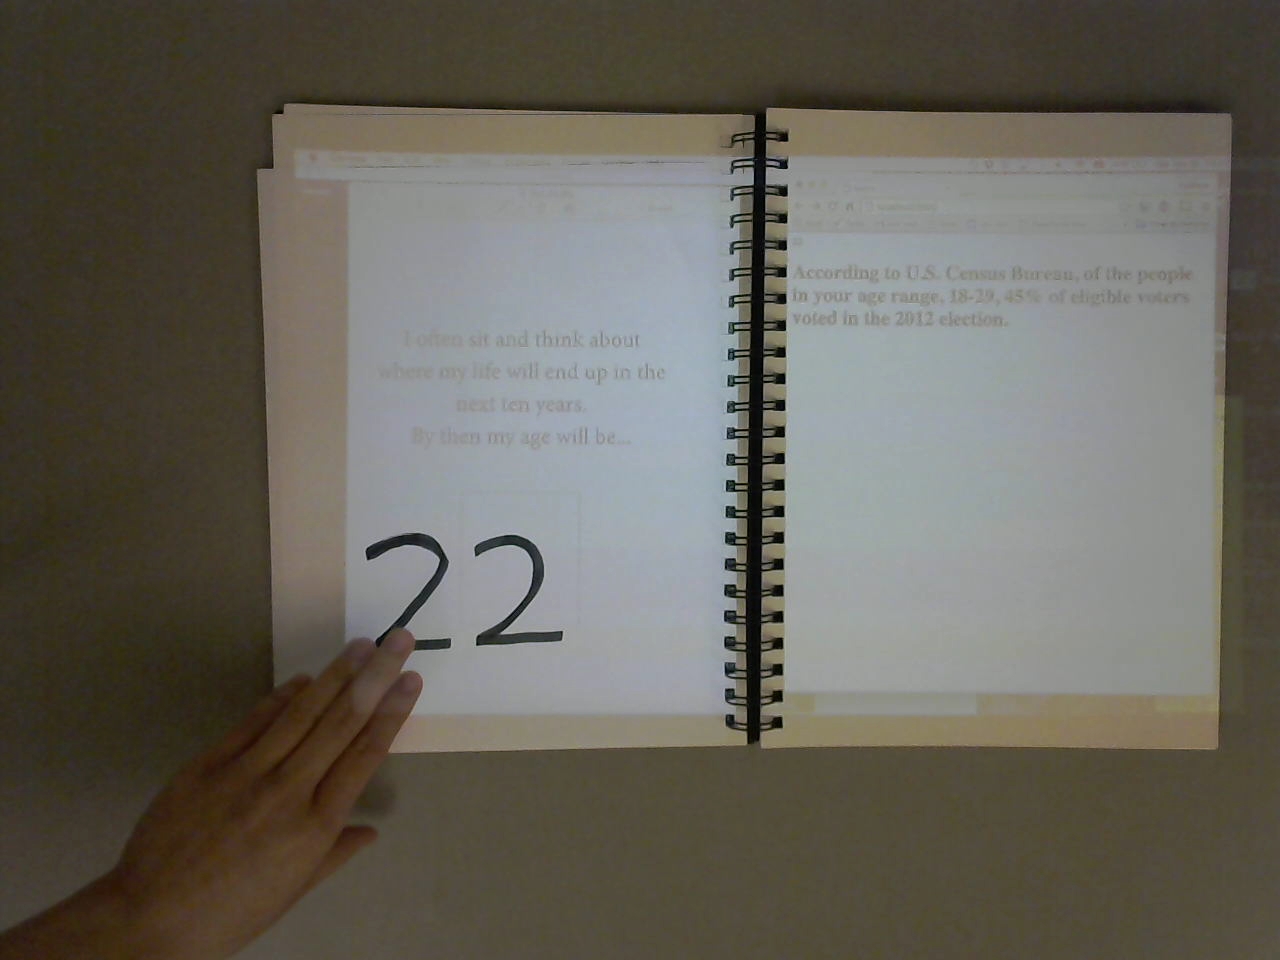 I often sit and think about
where my life will end up in the
next ten years.
By then my age will be...
22
According to U.S. Census Bureau, of the people
in your age range, 18-29, 45% of eligible voters
voted in the 2012 election.